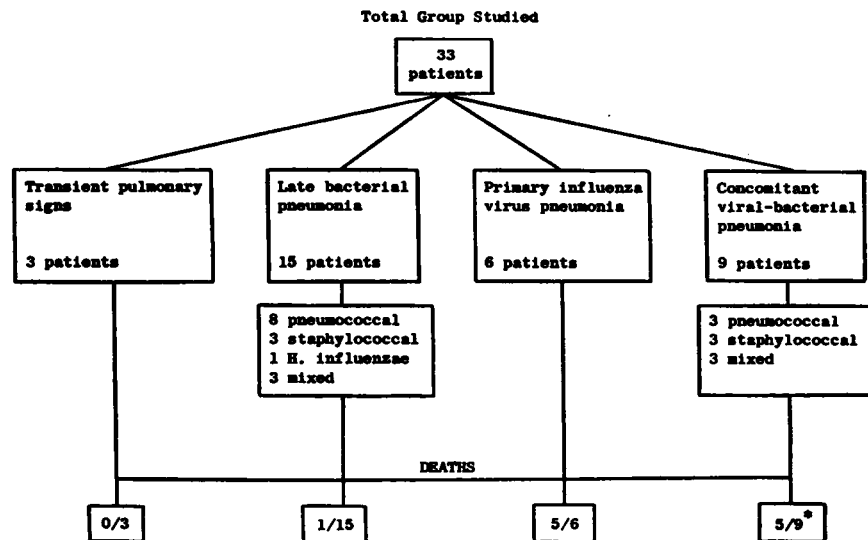 Total Group Studied
33
patients
Transient pulmonary
signs
3 patients
Late bacterial
pneumonia
15 patients
Primary influenza
virus pneumonia
6 patients
Concomitant
viral-bacterial
pneumonia
9 patients
8 pneumococcal
3 staphylococcal
1 H. influenzae
3 mixed
3 pneumococcal
3 staphylococcal
3 mixed
DEATHS
0/3
1/15
5/6
5/9*